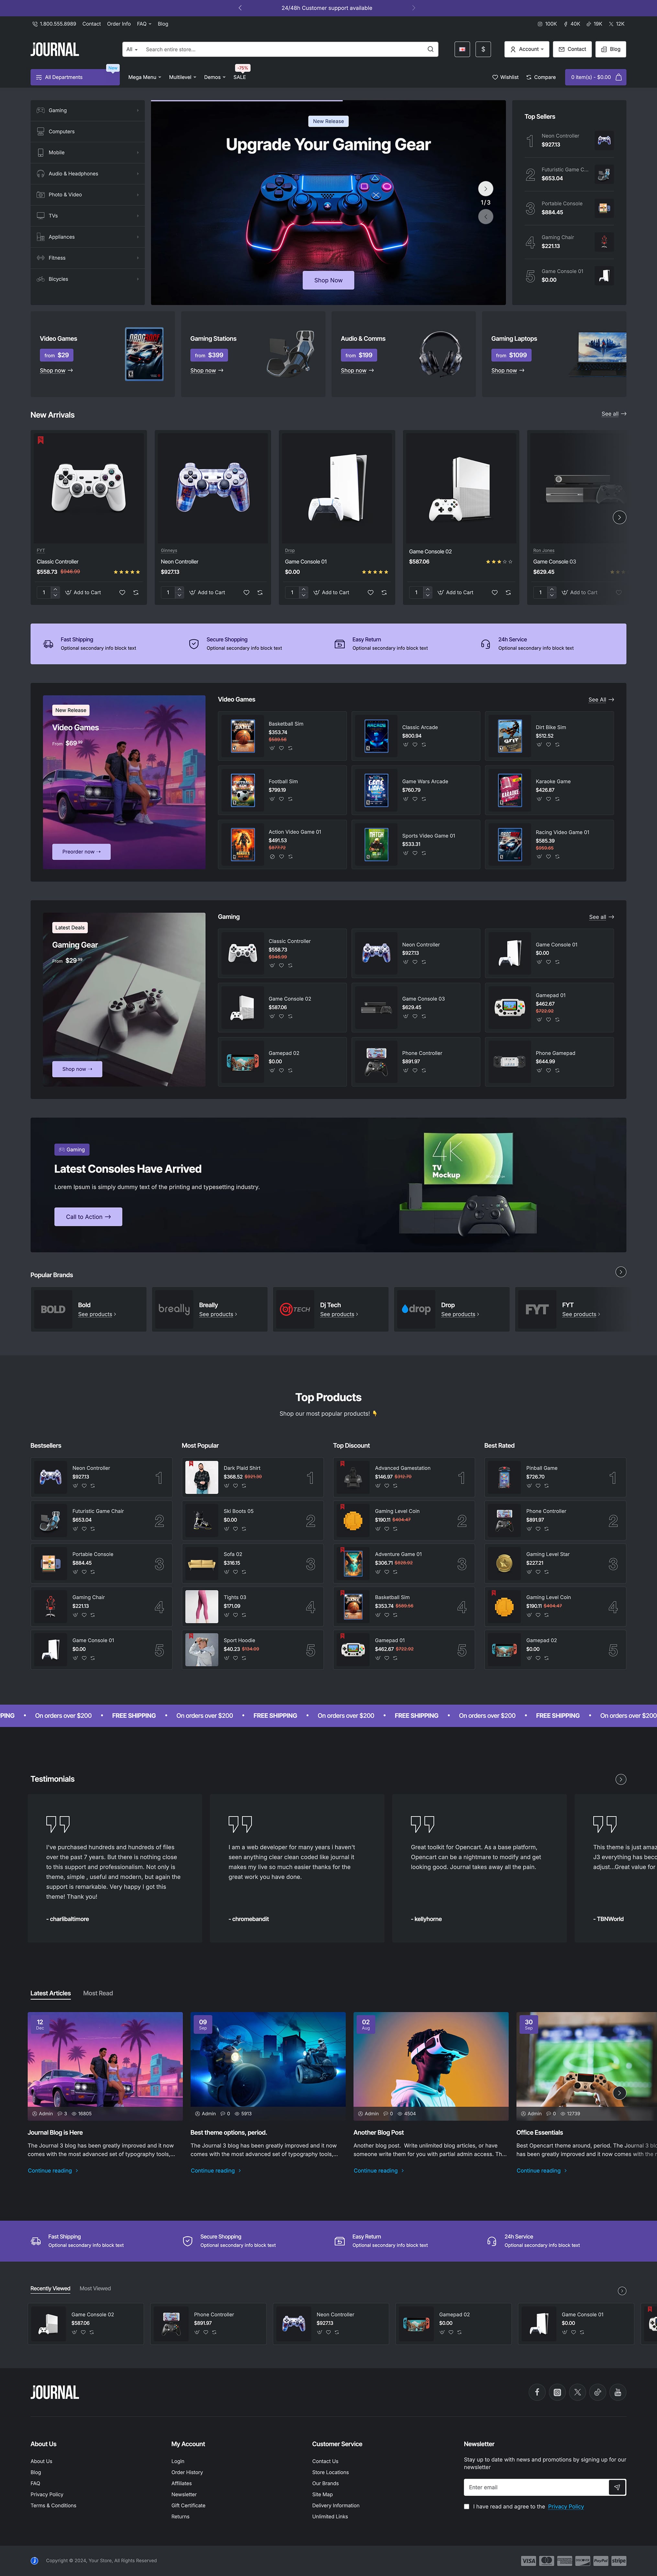 24/48h Customer support available
1.800.555.8989 Contact Order Info FAQ Blog
100K 40K 19K 12K
JOURNAL
All Search entire store...
$ Account Contact Blog
All Departments New Mega Menu Multilevel Demos SALE -75%
Wishlist Compare 0 item(s) - $0.00
Gaming
Computers
Mobile
Audio & Headphones
Photo & Video
TVs
Appliances
Fitness
Bicycles
New Release
Upgrade Your Gaming Gear
1 / 3
Shop Now
Top Sellers
1 Neon Controller
$927.13
2 Futuristic Game C...
$653.04
3 Portable Console
$884.45
4 Gaming Chair
$221.13
5 Game Console 01
$0.00
Video Games
from $29
Shop now
Gaming Stations
from $399
Shop now
Audio & Comms
from $199
Shop now
Gaming Laptops
from $1099
Shop now
New Arrivals
See all
FYT
Classic Controller
$558.73 $946.99
1 Add to Cart
Neon Controller
$927.13
1 Add to Cart
Drop
Game Console 01
$0.00
1 Add to Cart
Game Console 02
$587.06
1 Add to Cart
Ron Jones
Game Console 03
$629.45
1 Add to Cart
Fast Shipping
Optional secondary info block text
Secure Shopping
Optional secondary info block text
Easy Return
Optional secondary info block text
24h Service
Optional secondary info block text
New Release
Video Games
From $69
Preorder now
Video Games
See All
Basketball Sim
$353.74
$589.56
Classic Arcade
$800.94
Dirt Bike Sim
$512.52
Football Sim
$799.19
Game Wars Arcade
$760.79
Karaoke Game
$426.87
Action Video Game 01
$491.53
$877.72
Sports Video Game 01
$533.31
Racing Video Game 01
$585.39
$959.65
Latest Deals
Gaming Gear
From $29
Shop now
Gaming
See all
Classic Controller
$558.73
$946.99
Neon Controller
$927.13
Game Console 01
$0.00
Game Console 02
$587.06
Game Console 03
$629.45
Gamepad 01
$462.67
$722.92
Gamepad 02
$0.00
Phone Controller
$891.97
Phone Gamepad
$644.99
Gaming
Latest Consoles Have Arrived
Lorem Ipsum is simply dummy text of the printing and typesetting industry.
Call to Action
4K
TV
Mockup
Popular Brands
BOLD Bold
See products
breally Breally
See products
DJ TECH Dj Tech
See products
drop Drop
See products
FYT FYT
See products
Top Products
Shop our most popular products!
Bestsellers
Neon Controller
$927.13
1
Futuristic Game Chair
$653.04
2
Portable Console
$884.45
3
Gaming Chair
$221.13
4
Game Console 01
$0.00
5
Most Popular
Dark Plaid Shirt
$368.52 $921.30
1
Ski Boots 05
$0.00
2
Sofa 02
$316.15
3
Tights 03
$171.09
4
Sport Hoodie
$40.23 $134.09
5
Top Discount
Advanced Gamestation
$146.97 $312.70
1
Gaming Level Coin
$190.11 $404.47
2
Adventure Game 01
$306.71 $628.92
3
Basketball Sim
$353.74 $589.56
4
Gamepad 01
$462.67 $722.92
5
Best Rated
Pinball Game
$726.70
1
Phone Controller
$891.97
2
Gaming Level Star
$227.21
3
Gaming Level Coin
$190.11 $404.47
4
Gamepad 02
$0.00
5
PING • On orders over $200 • FREE SHIPPING • On orders over $200 • FREE SHIPPING • On orders over $200 • FREE SHIPPING • On orders over $200 • FREE SHIPPING • On orders over $200
Testimonials
I've purchased hundreds and hundreds of files
over the past 7 years. But there is nothing close
to this support and professionalism. Not only is
theme, simple , useful and modern, but again the
support is remarkable. Very happy I got this
theme! Thank you!
- charlibaltimore
I am a web developer for many years i haven't
seen anything clear clean coded like journal it
makes my life so much easier thanks for the
great work you have done.
- chromebandit
Great toolkit for Opencart. As a base platform,
Opencart can be a nightmare to modify and get
looking good. Journal takes away all the pain.
- kellyhorne
This theme is just amaz
J3 everything has beco
adjust...Great value for
- TBNWorld
Latest Articles Most Read
12
Dec
Admin 3 16805
Journal Blog is Here
The Journal 3 blog has been greatly improved and it now
comes with the most advanced set of typography tools,...
Continue reading
09
Sep
Admin 0 5913
Best theme options, period.
The Journal 3 blog has been greatly improved and it now
comes with the most advanced set of typography tools,...
Continue reading
02
Aug
Admin 0 4504
Another Blog Post
Another blog post. Write unlimited blog articles, or have
someone write them for you with partial admin access. Th...
Continue reading
30
Sep
Admin 0 12739
Office Essentials
Best Opencart theme around, period. The Journal 3 blo
has been greatly improved and it now comes with the m
Continue reading
Fast Shipping
Optional secondary info block text
Secure Shopping
Optional secondary info block text
Easy Return
Optional secondary info block text
24h Service
Optional secondary info block text
Recently Viewed Most Viewed
Game Console 02
$587.06
Phone Controller
$891.97
Neon Controller
$927.13
Gamepad 02
$0.00
Game Console 01
$0.00
JOURNAL
About Us
About Us
Blog
FAQ
Privacy Policy
Terms & Conditions
My Account
Login
Order History
Affiliates
Newsletter
Gift Certificate
Returns
Customer Service
Contact Us
Store Locations
Our Brands
Site Map
Delivery Information
Unlimited Links
Newsletter
Stay up to date with news and promotions by signing up for our
newsletter
Enter email
I have read and agree to the Privacy Policy
Copyright © 2024, Your Store, All Rights Reserved
VISA PayPal stripe